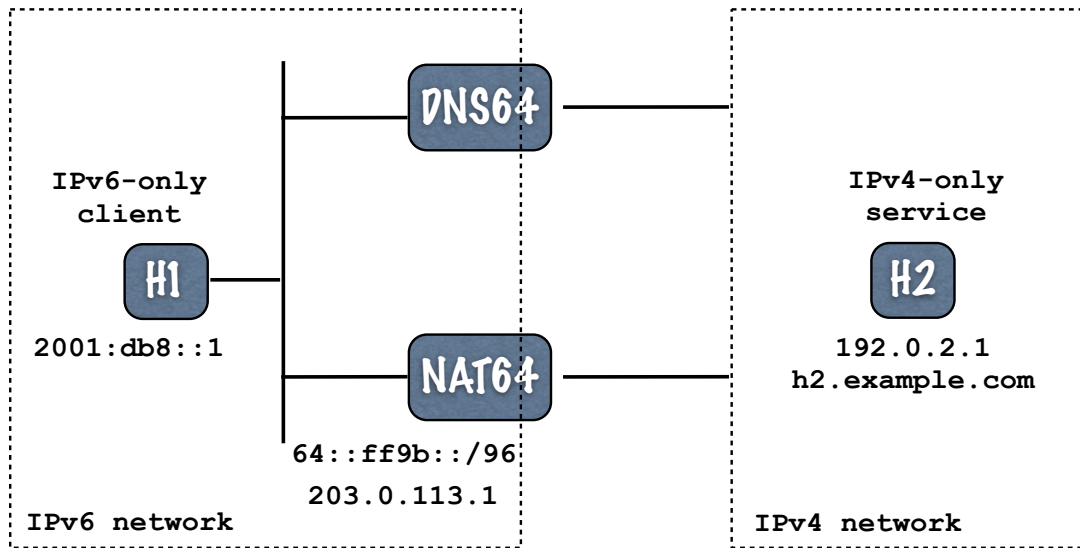 DNS64
IPv6-only
client
H1
2001:db8::1
NAT64
64::ff9b::/96
203.0.113.1
IPv6 network
IPv4-only
service
H2
192.0.2.1
h2.example.com
IPv4 network